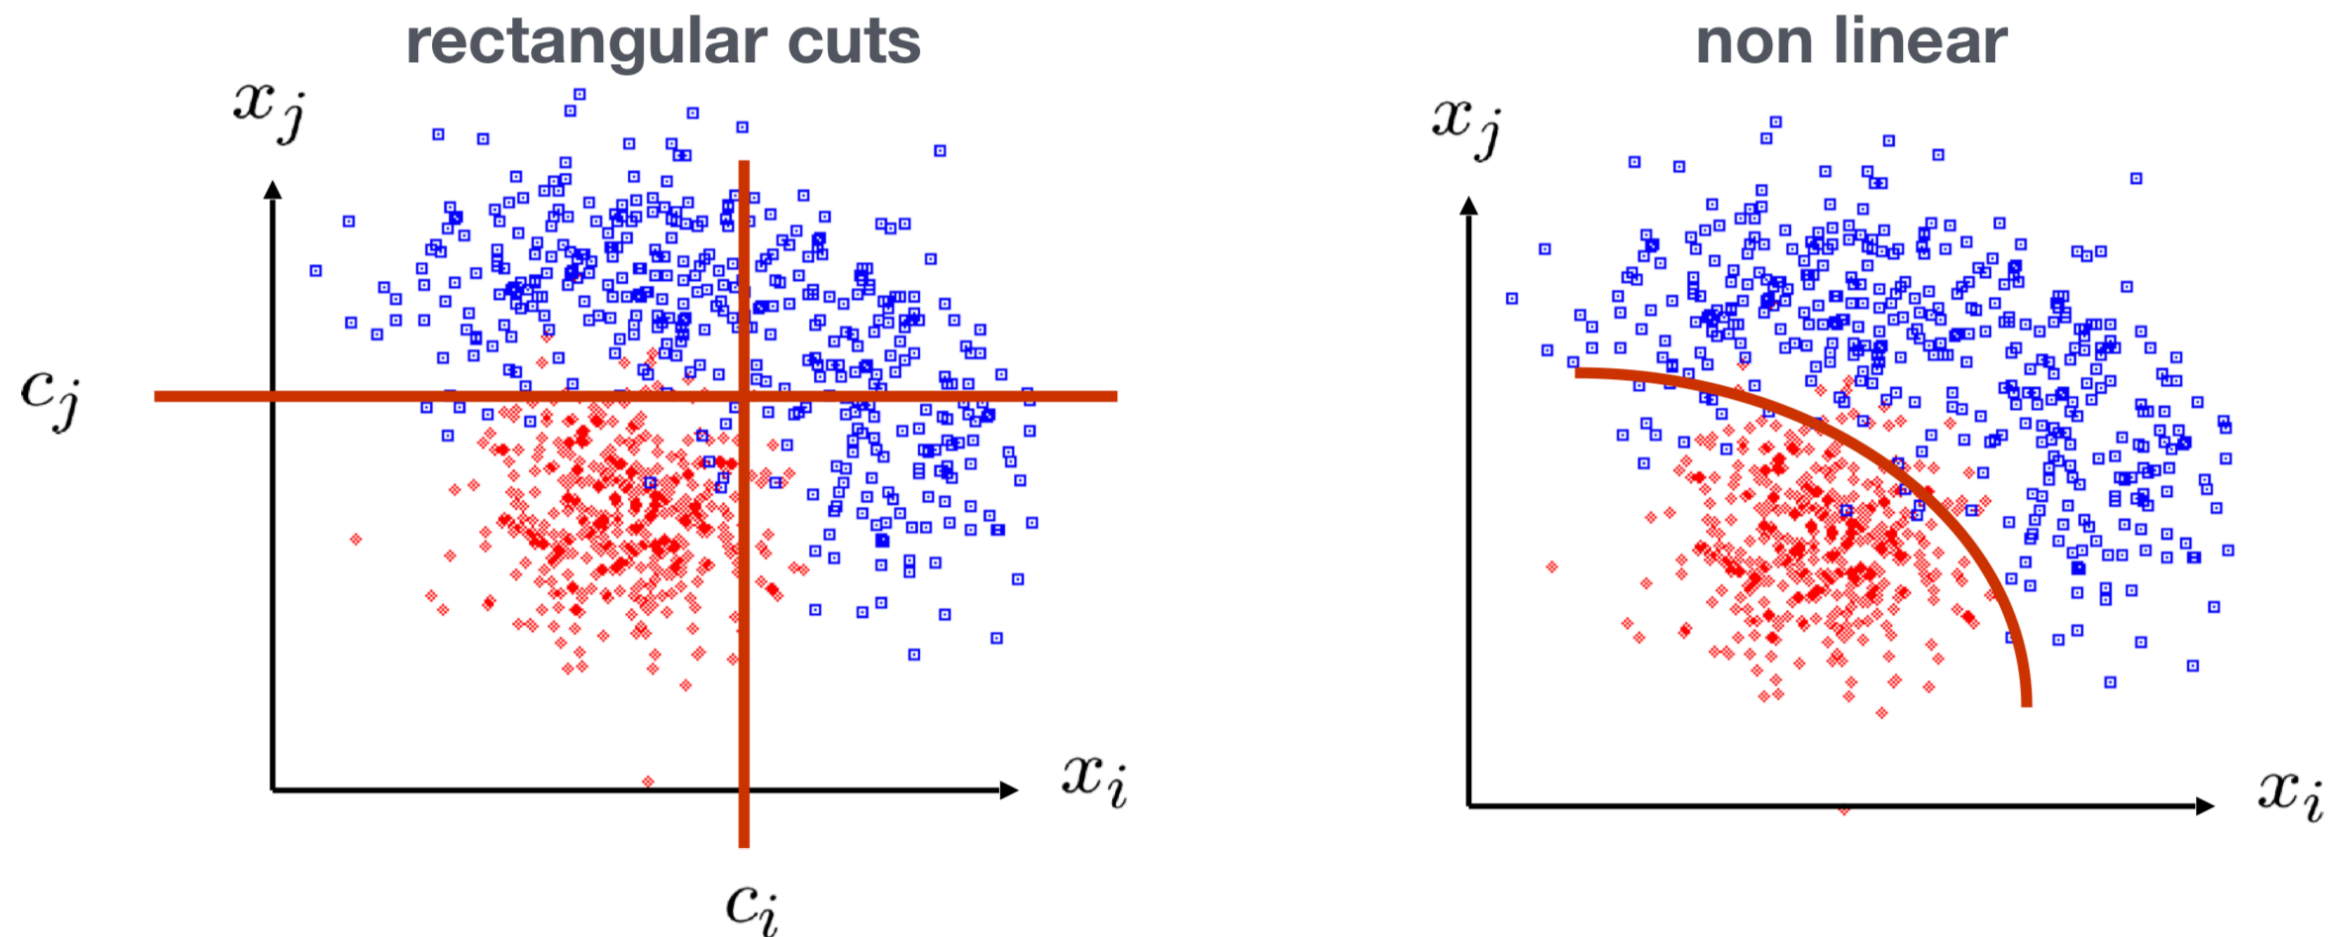 rectangular cuts
x_j
c_j
x_i
c_i
non linear
x_j
x_i